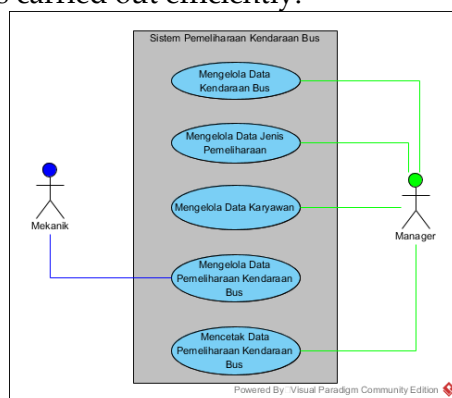 s carried out efficiently.
Sistem Pemeliharaan Kendaraan Bus
Mengelola Data
Kendaraan Bus
Mengelola Data Jenis
Pemeliharaan
Mekanik
Mengelola Data Karyawan
Manager
Mengelola Data
Pemeliharaan Kendaraan
Bus
Mencetak Data
Pemeliharaan Kendaraan
Bus
Powered By Visual Paradigm Community Edition